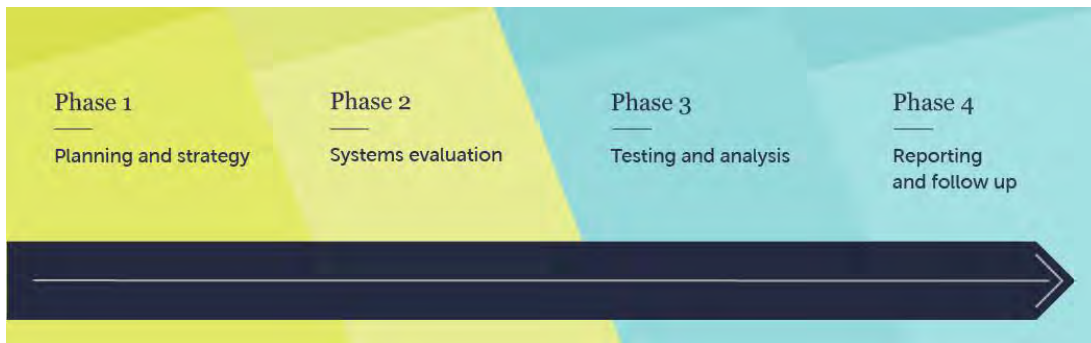 Phase 1
Planning and strategy
Phase 2
Systems evaluation
Phase 3
Testing and analysis
Phase 4
Reporting
and follow up